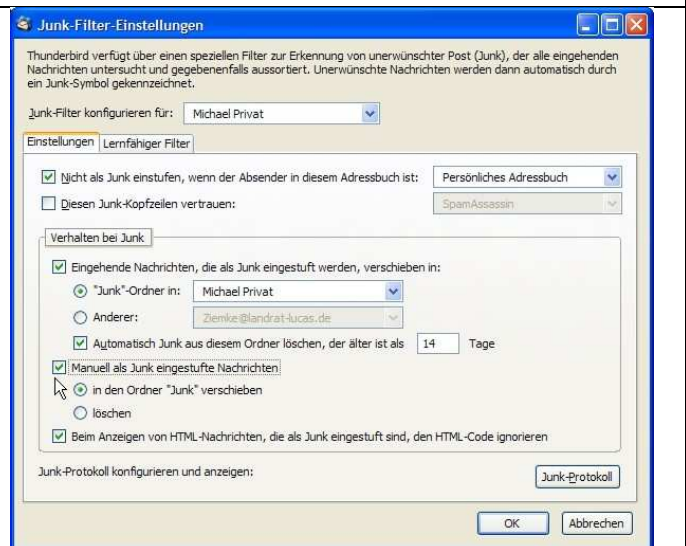 Junk-Filter-Einstellungen
Thunderbird verfügt über einen speziellen Filter zur Erkennung von unerwünschter Post (Junk), der alle eingehenden
Nachrichten untersucht und gegebenenfalls aussortiert. Unerwünschte Nachrichten werden dann automatisch durch
ein Junk-Symbol gekennzeichnet.
Junk-Filter konfigurieren für: Michael Privat
Einstellungen Lernfähiger Filter
Nicht als Junk einstufen, wenn der Absender in diesem Adressbuch ist: Persönliches Adressbuch
Diesen Junk-Kopfzeilen vertrauen: SpamAssassin
Verhalten bei Junk
Eingehende Nachrichten, die als Junk eingestuft werden, verschieben in:
"Junk"-Ordner in: Michael Privat
Anderer: Ziemke@landrat-lucas.de
Automatisch Junk aus diesem Ordner löschen, der älter ist als 14 Tage
Manuell als Junk eingestufte Nachrichten
in den Ordner "Junk" verschieben
löschen
Beim Anzeigen von HTML-Nachrichten, die als Junk eingestuft sind, den HTML-Code ignorieren
Junk-Protokoll konfigurieren und anzeigen: Junk-Protokoll
OK Abbrechen